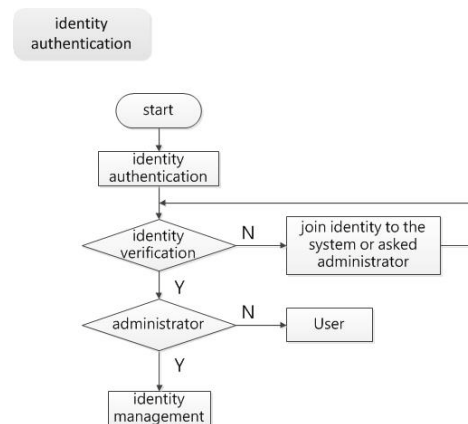 identity
authentication
start
identity
authentication
identity
verification
N
join identity to the
system or asked
administrator
Y
administrator
N
User
Y
identity
management